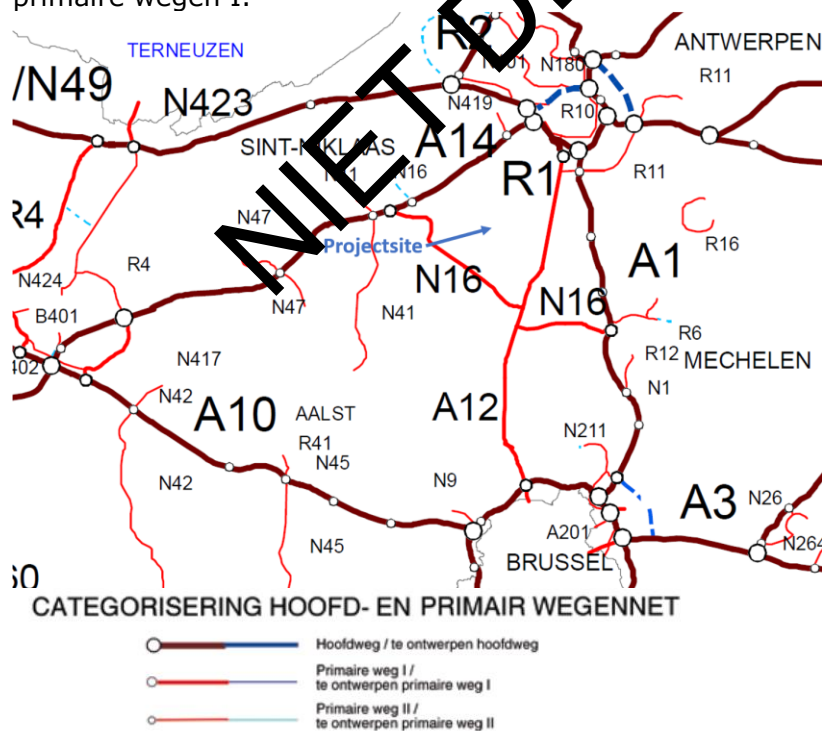 primaire wegen I.
NIET D
TERNEUZEN
R2
ANTWERPEN
/N49
N180
R11
N423
N419
R10
SINT-NIKLAAS
A14
N16
R1
R11
R4
N47
Projectsite
A1
R16
N424
R4
N16
N16
B401
N47
N41
R6
402
N417
R12
MECHELEN
N42
A10
AALST
A12
N1
R41
N211
N45
N42
N9
A3
N26
A201
N264
N45
BRUSSEL
60
CATEGORISERING HOOFD- EN PRIMAIR WEGENNET
Hoofdweg / te ontwerpen hoofdweg
Primaire weg I /
te ontwerpen primaire weg I
Primaire weg II /
te ontwerpen primaire weg II